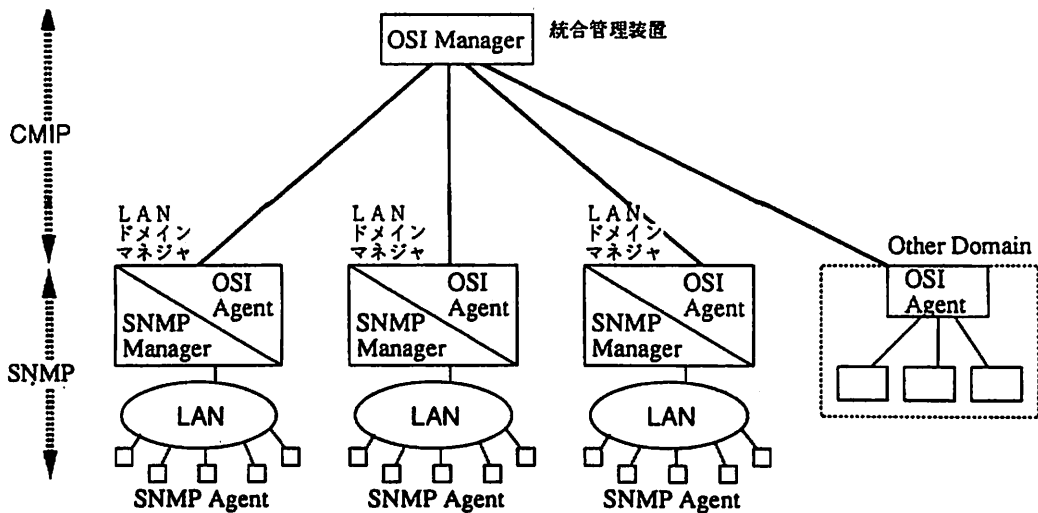 OSI Manager
統合管理装置
CMIP
LAN
ドメイン
マネジャ
LAN
ドメイン
マネジャ
LAN
ドメイン
マネジャ
Other Domain
OSI
Agent
SNMP
Manager
OSI
Agent
SNMP
Manager
OSI
Agent
SNMP
Manager
OSI
Agent
SNMP
LAN
LAN
LAN
SNMP Agent
SNMP Agent
SNMP Agent